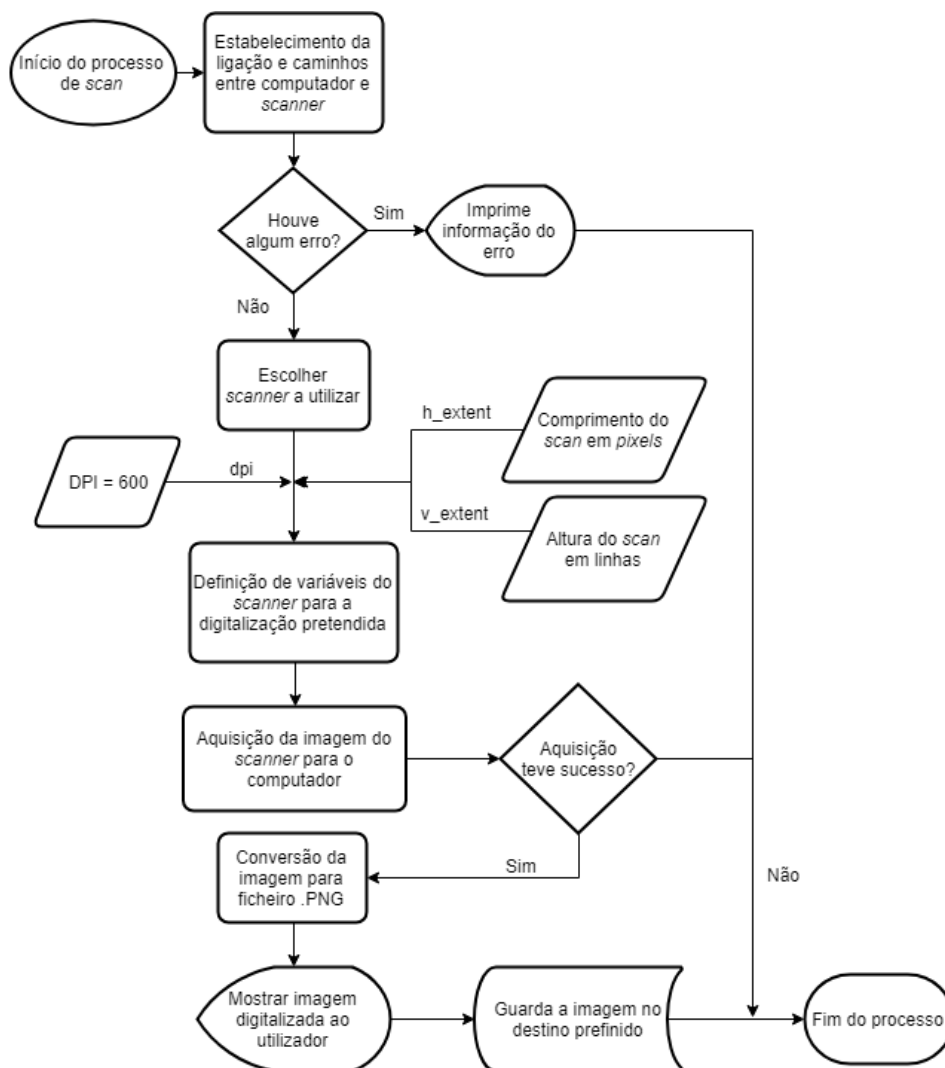 Início do processo
de scan
Estabelecimento da
ligação e caminhos
entre computador e
scanner
Houve
algum erro?
Sim
Imprime
informação do
erro
Não
Escolher
scanner a utilizar
h_extent
Comprimento do
scan em pixels
DPI = 600
dpi
v_extent
Altura do scan
em linhas
Definição de variáveis do
scanner para a
digitalização pretendida
Aquisição da imagem do
scanner para o
computador
Aquisição
teve sucesso?
Sim
Não
Conversão da
imagem para
ficheiro .PNG
Mostrar imagem
digitalizada ao
utilizador
Guarda a imagem no
destino prefinido
Fim do processo